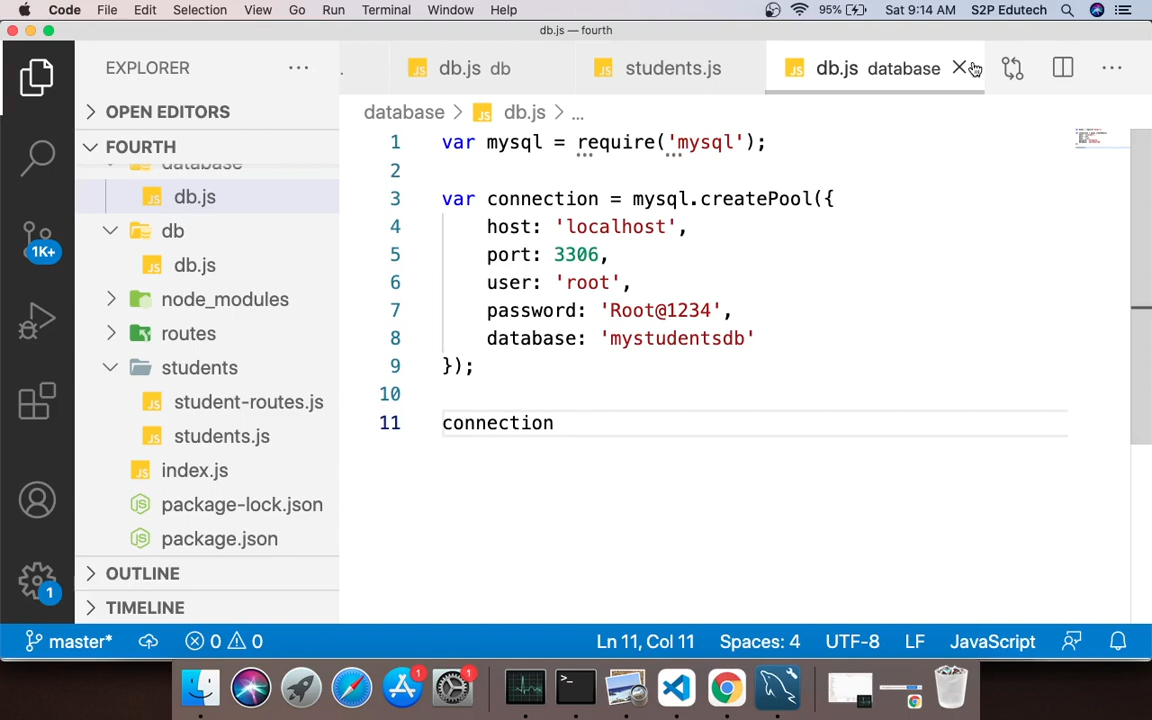 Code File Edit Selection View Go Run Terminal Window Help 95% Sat 9:14 AM S2P Edutech
db.js — fourth
EXPLORER
db.js db
students.js
db.js database
OPEN EDITORS
FOURTH
database
db.js
db
db.js
node_modules
routes
students
student-routes.js
students.js
index.js
package-lock.json
package.json
OUTLINE
TIMELINE
1K+
1
database > db.js > ...
1 var mysql = require('mysql');
2
3 var connection = mysql.createPool({
4 host: 'localhost',
5 port: 3306,
6 user: 'root',
7 password: 'Root@1234',
8 database: 'mystudentsdb'
9 });
10
11 connection
master* 0 0 Ln 11, Col 11 Spaces: 4 UTF-8 LF JavaScript
1 1